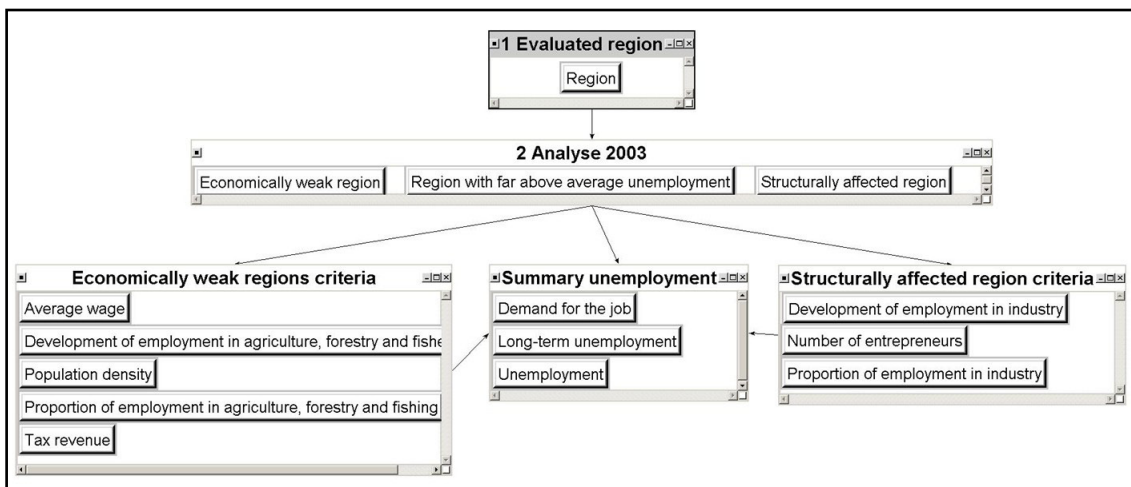 1 Evaluated region
Region
2 Analyse 2003
Economically weak region
Region with far above average unemployment
Structurally affected region
Economically weak regions criteria
Average wage
Development of employment in agriculture, forestry and fishe
Population density
Proportion of employment in agriculture, forestry and fishing
Tax revenue
Summary unemployment
Demand for the job
Long-term unemployment
Unemployment
Structurally affected region criteria
Development of employment in industry
Number of entrepreneurs
Proportion of employment in industry